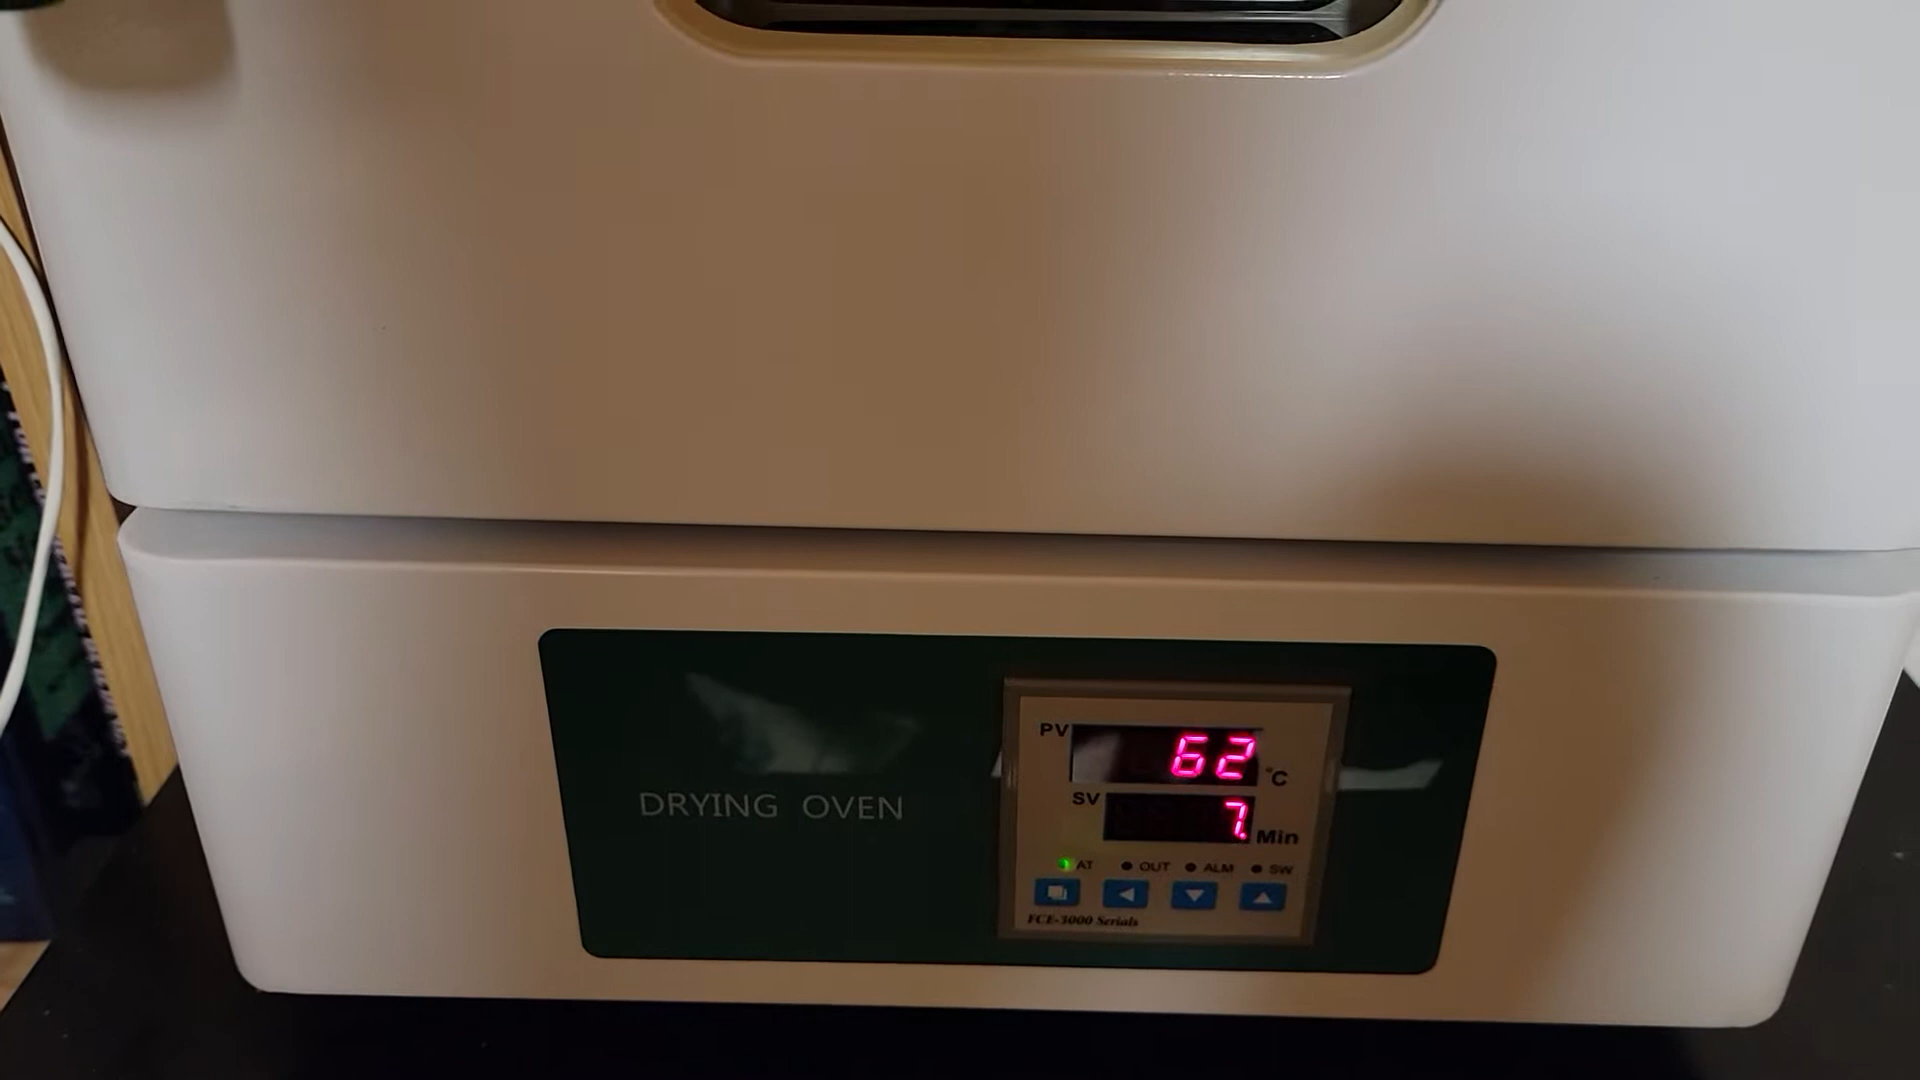 DRYING OVEN
PV 62 °C
SV 7. Min
AT OUT ALM SW
FCE-3000 Serials